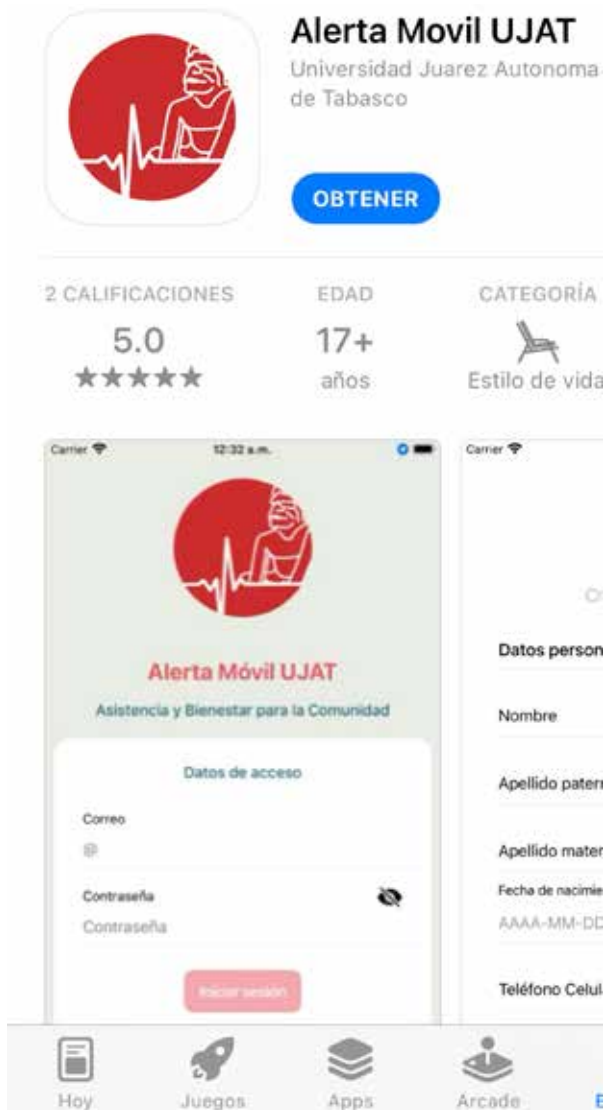 Alerta Movil UJAT
Universidad Juarez Autonoma
de Tabasco
OBTENER
2 CALIFICACIONES
EDAD
CATEGORÍA
5.0
17+
★★★★★
años
Estilo de vida
Carrier
12:32 a.m.
Alerta Móvil UJAT
Asistencia y Bienestar para la Comunidad
Datos de acceso
Correo
@
Contraseña
Contraseña
Iniciar sesión
Carrier
Datos person
Nombre
Apellido patern
Apellido mater
Fecha de nacimie
AAAA-MM-DD
Teléfono Celul
Hoy
Juegos
Apps
Arcade